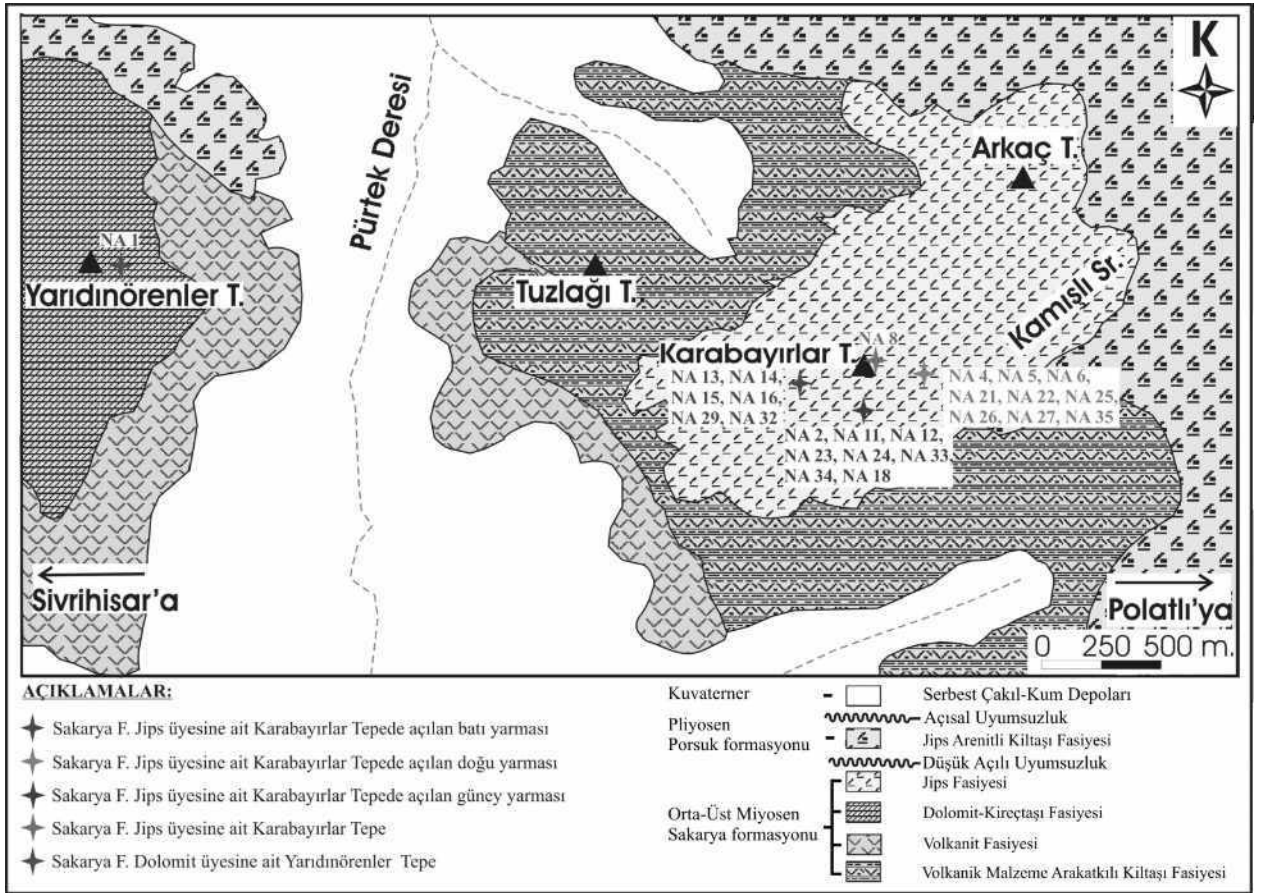 K
Arkaç T.
Pürtek Deresi
NA 1
Yarıdınörenler T.
Tuzlağı T.
Kamışlı Sr.
Karabayırlar T.
NA 8
NA 13, NA 14,
NA 15, NA 16,
NA 29, NA 32
NA 4, NA 5, NA 6,
NA 21, NA 22, NA 25,
NA 26, NA 27, NA 35
NA 2, NA 11, NA 12,
NA 23, NA 24, NA 33,
NA 34, NA 18
Sivrihisar'a
Polatlı'ya
0 250 500 m.
AÇIKLAMALAR:
Sakarya F. Jips üyesine ait Karabayırlar Tepede açılan batı yarması
Sakarya F. Jips üyesine ait Karabayırlar Tepede açılan doğu yarması
Sakarya F. Jips üyesine ait Karabayırlar Tepede açılan güney yarması
Sakarya F. Jips üyesine ait Karabayırlar Tepe
Sakarya F. Dolomit üyesine ait Yarıdınörenler Tepe
Kuvaterner
Serbest Çakıl-Kum Depoları
Pliyosen
Porsuk formasyonu
Açısal Uyumsuzluk
Jips Arenitli Kiltaşı Fasiyesi
Düşük Açılı Uyumsuzluk
Orta-Üst Miyosen
Sakarya formasyonu
Jips Fasiyesi
Dolomit-Kireçtaşı Fasiyesi
Volkanit Fasiyesi
Volkanik Malzeme Arakatkılı Kiltaşı Fasiyesi